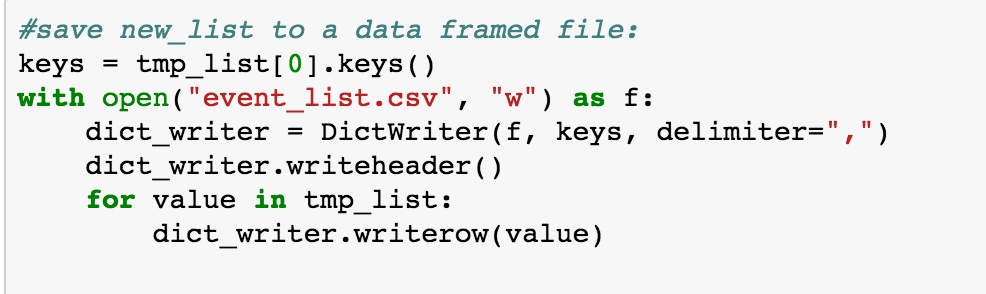 #save new_list to a data framed file:
keys = tmp_list[0].keys()
with open("event_list.csv", "w") as f:
    dict_writer = DictWriter(f, keys, delimiter=",")
    dict_writer.writeheader()
    for value in tmp_list:
        dict_writer.writerow(value)